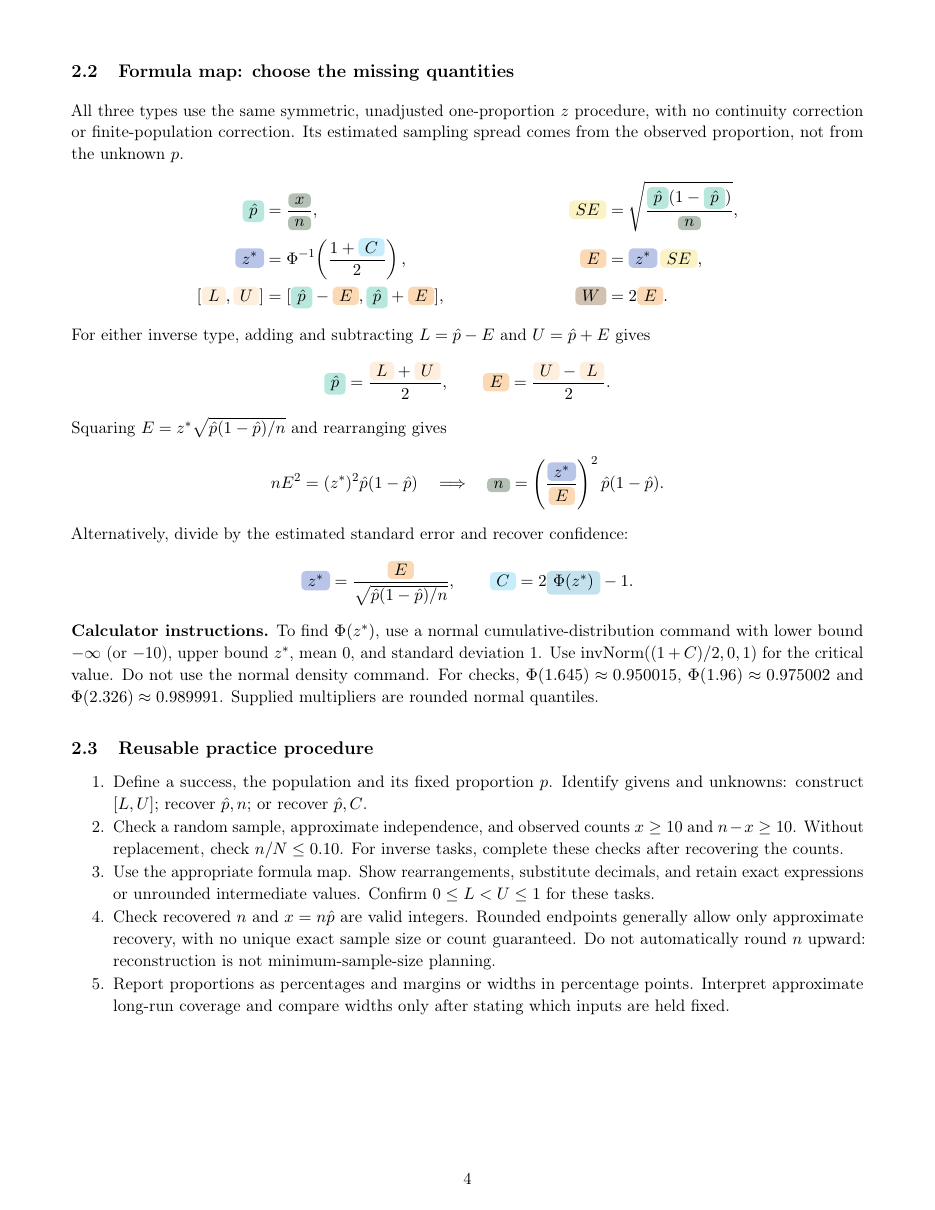 2.2 Formula map: choose the missing quantities
All three types use the same symmetric, unadjusted one-proportion z procedure, with no continuity correction
or finite-population correction. Its estimated sampling spread comes from the observed proportion, not from
the unknown p.
p̂ = x/n, SE = √(p̂(1 − p̂)/n),
z* = Φ⁻¹((1 + C)/2), E = z* SE,
[L, U] = [p̂ − E, p̂ + E], W = 2E.
For either inverse type, adding and subtracting L = p̂ − E and U = p̂ + E gives
p̂ = (L + U)/2, E = (U − L)/2.
Squaring E = z*√(p̂(1 − p̂)/n) and rearranging gives
nE² = (z*)²p̂(1 − p̂) ⟹ n = (z*/E)² p̂(1 − p̂).
Alternatively, divide by the estimated standard error and recover confidence:
z* = E/√(p̂(1 − p̂)/n), C = 2Φ(z*) − 1.
Calculator instructions. To find Φ(z*), use a normal cumulative-distribution command with lower bound
−∞ (or −10), upper bound z*, mean 0, and standard deviation 1. Use invNorm((1 + C)/2, 0, 1) for the critical
value. Do not use the normal density command. For checks, Φ(1.645) ≈ 0.950015, Φ(1.96) ≈ 0.975002 and
Φ(2.326) ≈ 0.989991. Supplied multipliers are rounded normal quantiles.
2.3 Reusable practice procedure
1. Define a success, the population and its fixed proportion p. Identify givens and unknowns: construct
[L, U]; recover p̂, n; or recover p̂, C.
2. Check a random sample, approximate independence, and observed counts x ≥ 10 and n − x ≥ 10. Without
replacement, check n/N ≤ 0.10. For inverse tasks, complete these checks after recovering the counts.
3. Use the appropriate formula map. Show rearrangements, substitute decimals, and retain exact expressions
or unrounded intermediate values. Confirm 0 ≤ L < U ≤ 1 for these tasks.
4. Check recovered n and x = np̂ are valid integers. Rounded endpoints generally allow only approximate
recovery, with no unique exact sample size or count guaranteed. Do not automatically round n upward:
reconstruction is not minimum-sample-size planning.
5. Report proportions as percentages and margins or widths in percentage points. Interpret approximate
long-run coverage and compare widths only after stating which inputs are held fixed.
4